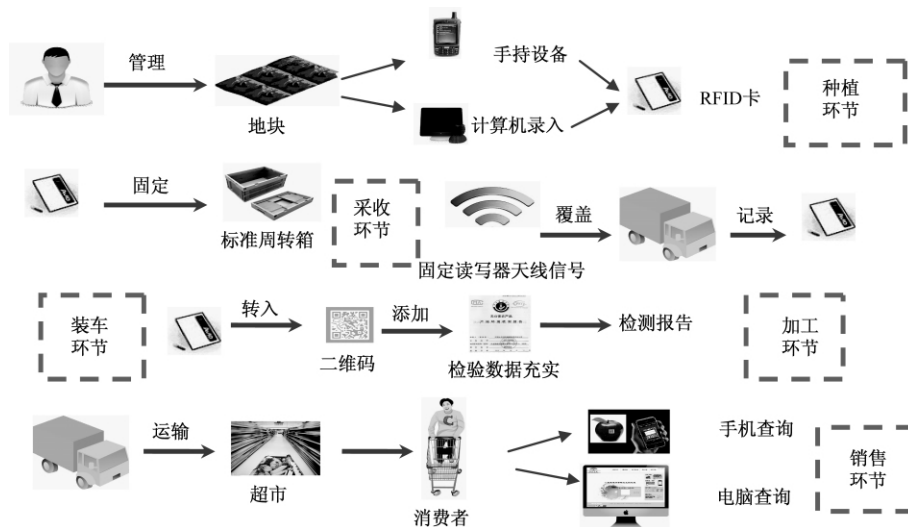 管理
地块
手持设备
计算机录入
RFID卡
种植
环节
固定
标准周转箱
采收
环节
固定读写器天线信号
覆盖
记录
装车
环节
转入
二维码
添加
检验数据充实
检测报告
加工
环节
运输
超市
消费者
手机查询
电脑查询
销售
环节